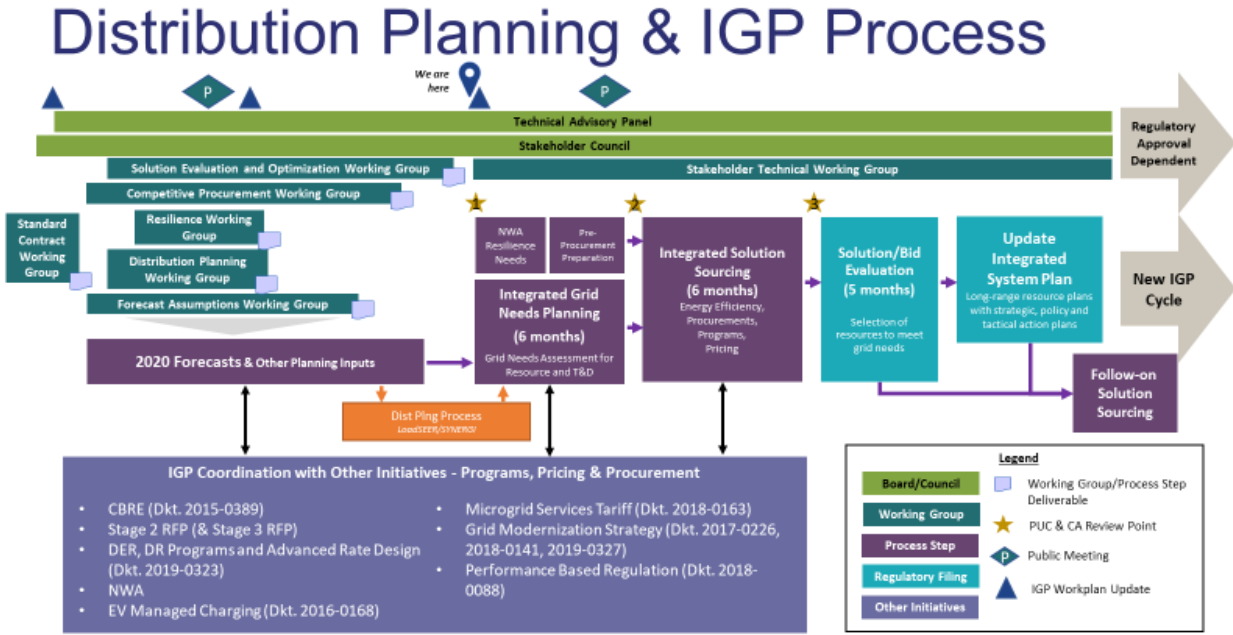 Distribution Planning & IGP Process
We are
here
P
P
Technical Advisory Panel
Stakeholder Council
Solution Evaluation and Optimization Working Group
Stakeholder Technical Working Group
Competitive Procurement Working Group
Standard
Contract
Working
Group
Resilience Working
Group
Distribution Planning
Working Group
Forecast Assumptions Working Group
Regulatory
Approval
Dependent
1
2
3
NWA
Resilience
Needs
Pre-
Procurement
Preparation
Integrated Grid
Needs Planning
(6 months)
Grid Needs Assessment for
Resource and T&D
Integrated Solution
Sourcing
(6 months)
Energy Efficiency,
Procurements,
Programs,
Pricing
Solution/Bid
Evaluation
(5 months)
Selection of
resources to meet
grid needs
Update
Integrated
System Plan
Long-range resource plans
with strategic, policy and
tactical action plans
New IGP
Cycle
2020 Forecasts & Other Planning Inputs
Dist Plng Process
LoadSEER/SYNERGI
Follow-on
Solution
Sourcing
IGP Coordination with Other Initiatives - Programs, Pricing & Procurement
• CBRE (Dkt. 2015-0389)
• Stage 2 RFP (& Stage 3 RFP)
• DER, DR Programs and Advanced Rate Design
(Dkt. 2019-0323)
• NWA
• EV Managed Charging (Dkt. 2016-0168)
• Microgrid Services Tariff (Dkt. 2018-0163)
• Grid Modernization Strategy (Dkt. 2017-0226,
2018-0141, 2019-0327)
• Performance Based Regulation (Dkt. 2018-
0088)
Legend
Board/Council
Working Group
Process Step
Regulatory Filing
Other Initiatives
Working Group/Process Step
Deliverable
PUC & CA Review Point
P
Public Meeting
IGP Workplan Update